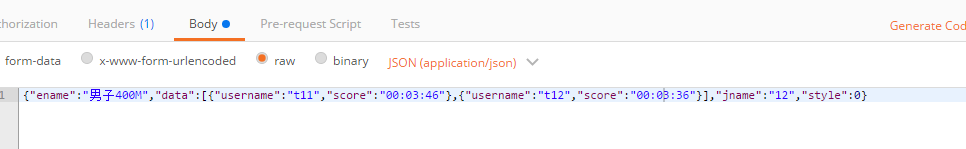 thorization Headers (1) Body Pre-request Script Tests
Generate Cod
form-data x-www-form-urlencoded raw binary JSON (application/json)
1 {"ename":"男子400M","data":[{"username":"t11","score":"00:03:46"},{"username":"t12","score":"00:03:36"}],"jname":"12","style":0}